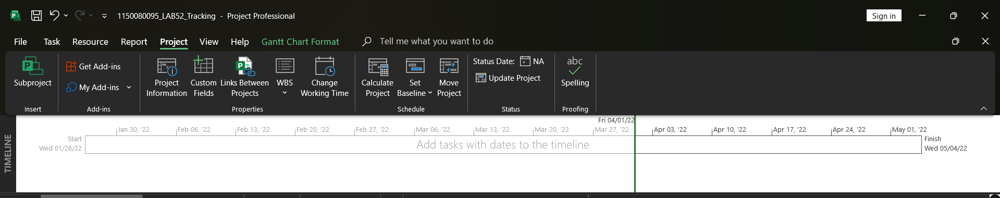 1150080095_LAB52_Tracking - Project Professional
Sign in
File Task Resource Report Project View Help Gantt Chart Format Tell me what you want to do
Subproject
Insert
Get Add-ins
My Add-ins
Add-ins
Project
Information
Custom
Fields
Links Between
Projects
WBS
Change
Working Time
Properties
Calculate
Project
Set
Baseline
Move
Project
Schedule
Status Date: NA
Update Project
Status
abc
Spelling
Proofing
TIMELINE
Fri 04/01/22
Jan 30, '22 Feb 06, '22 Feb 13, '22 Feb 20, '22 Feb 27, '22 Mar 06, '22 Mar 13, '22 Mar 20, '22 Mar 27, '22 Apr 03, '22 Apr 10, '22 Apr 17, '22 Apr 24, '22 May 01, '22
Start
Wed 01/26/22
Add tasks with dates to the timeline
Finish
Wed 05/04/22